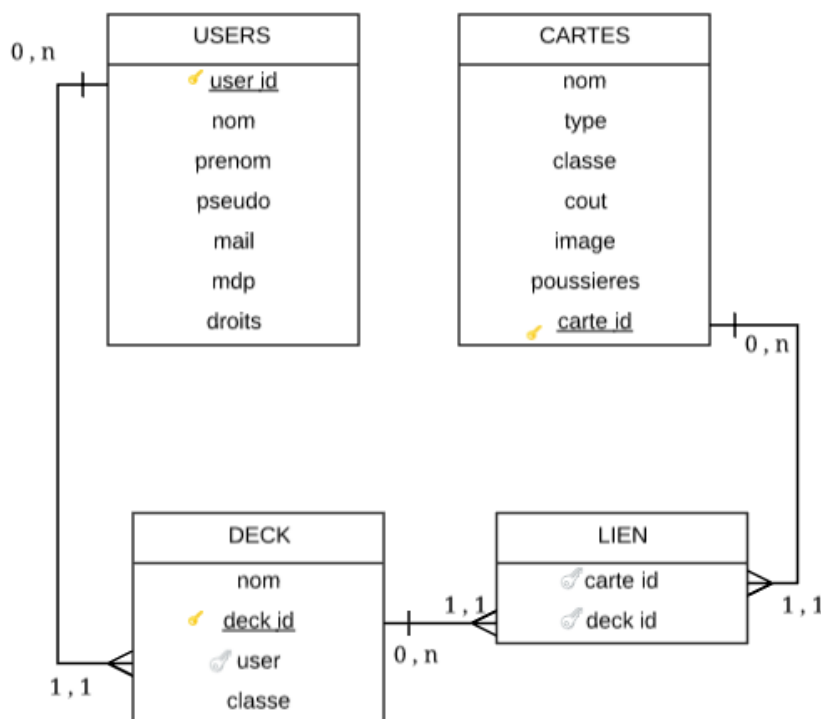 USERS
0 , n
user id
nom
prenom
pseudo
mail
mdp
droits
CARTES
nom
type
classe
cout
image
poussieres
carte id
0 , n
DECK
nom
deck id
user
classe
1 , 1
0 , n
LIEN
carte id
deck id
1 , 1
1 , 1